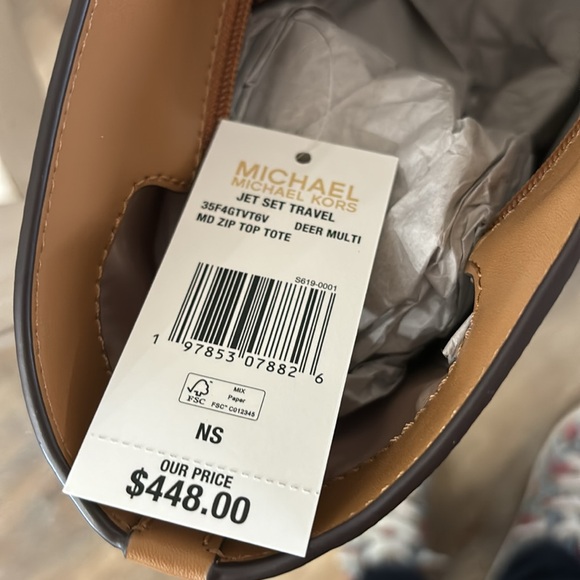 MICHAEL
MICHAEL KORS
JET SET TRAVEL
35F4GTVT6V DEER MULTI
MD ZIP TOP TOTE
S619-0001
1 97853 07882 6
FSC
MIX
Paper
FSC® C012345
NS
OUR PRICE
$448.00